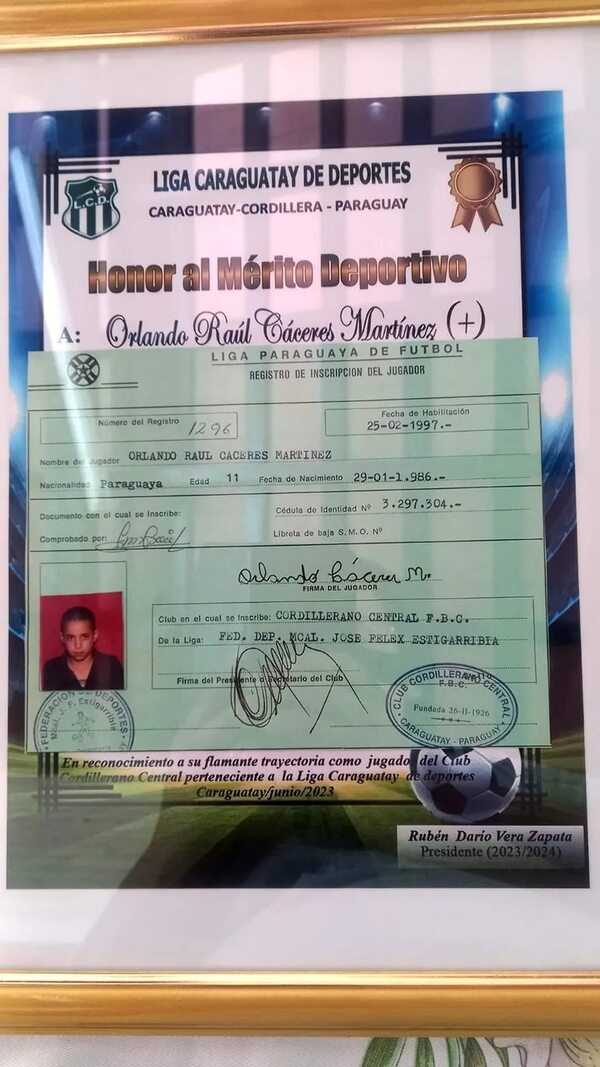 L.C.D.
LIGA CARAGUATAY DE DEPORTES
CARAGUATAY-CORDILLERA - PARAGUAY
Honor al Mérito Deportivo
A: Orlando Raúl Cáceres Martínez (+)
LIGA PARAGUAYA DE FUTBOL
REGISTRO DE INSCRIPCION DEL JUGADOR
Número del Registro 1296
Fecha de Habilitación
25-02-1997.-
Nombre del Jugador ORLANDO RAUL CACERES MARTINEZ
Nacionalidad Paraguaya Edad 11 Fecha de Nacimiento 29-01-1.986.-
Documento con el cual se Inscribe: Cédula de Identidad Nº 3.297.304.-
Comprobado por: Libreta de baja S.M.O. Nº
Orlando Cáceres M.
FIRMA DEL JUGADOR
Club en el cual se Inscribe: CORDILLERANO CENTRAL F.B.C.
De la Liga: FED. DEP. MCAL. JOSE FELEX ESTIGARRIBIA
Firma del Presidente o Secretario del Club
CLUB CORDILLERANO CENTRAL
F.B.C.
Fundada 26-II-1926
CARAGUATAY - PARAGUAY
FEDERACION DE DEPORTES
Mcal. J. F. Estigarribia
En reconocimiento a su flamante trayectoria como jugador del Club
Cordillerano Central perteneciente a la Liga Caraguatay de deportes
Caraguatay/junio/2023
Rubén Darío Vera Zapata
Presidente (2023/2024)